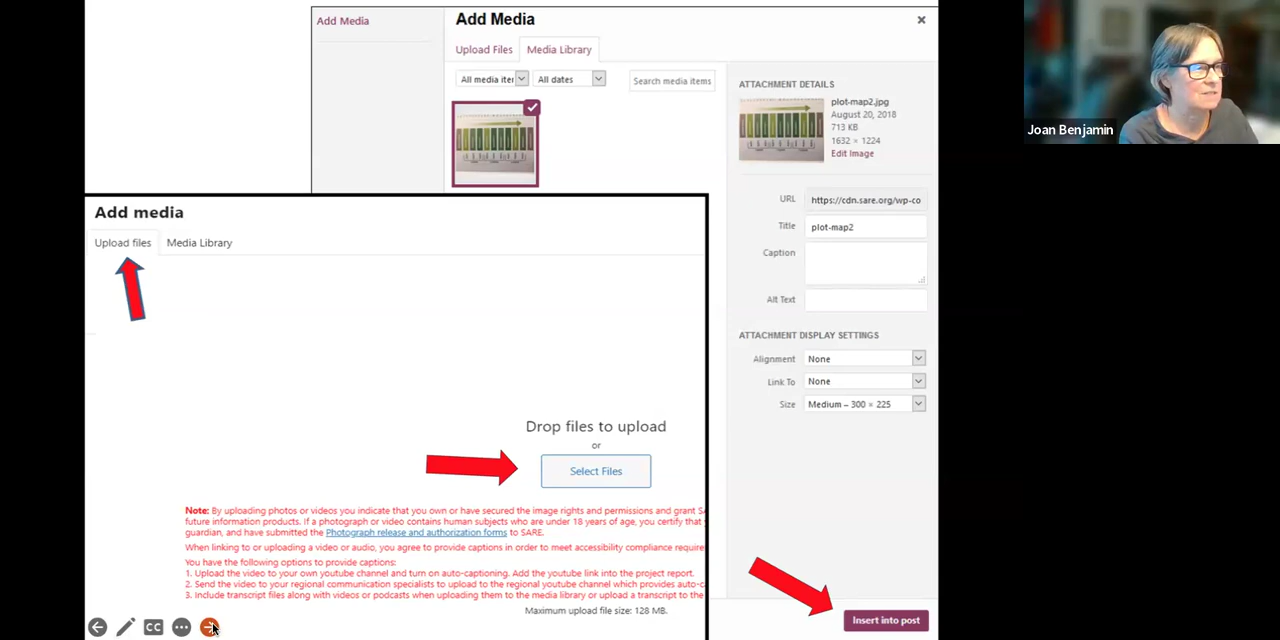 Add Media
Add Media
Upload Files Media Library
All media iter All dates Search media items
ATTACHMENT DETAILS
plot-map2.jpg
August 20, 2018
713 KB
1632 × 1224
Edit Image
URL https://cdn.sare.org/wp-co
Title plot-map2
Caption
Alt Text
ATTACHMENT DISPLAY SETTINGS
Alignment None
Link To None
Size Medium – 300 × 225
Insert into post
Add media
Upload files Media Library
Drop files to upload
or
Select Files
Note: By uploading photos or videos you indicate that you own or have secured the image rights and permissions and grant S
future information products. If a photograph or video contains human subjects who are under 18 years of age, you certify that
guardian, and have submitted the Photograph release and authorization forms to SARE.
When linking to or uploading a video or audio, you agree to provide captions in order to meet accessibility compliance require
You have the following options to provide captions:
1. Upload the video to your own youtube channel and turn on auto-captioning. Add the youtube link into the project report.
2. Send the video to your regional communication specialists to upload to the regional youtube channel which provides auto-c
3. Include transcript files along with videos or podcasts when uploading them to the media library or upload a transcript to the
Maximum upload file size: 128 MB.
CC
Joan Benjamin